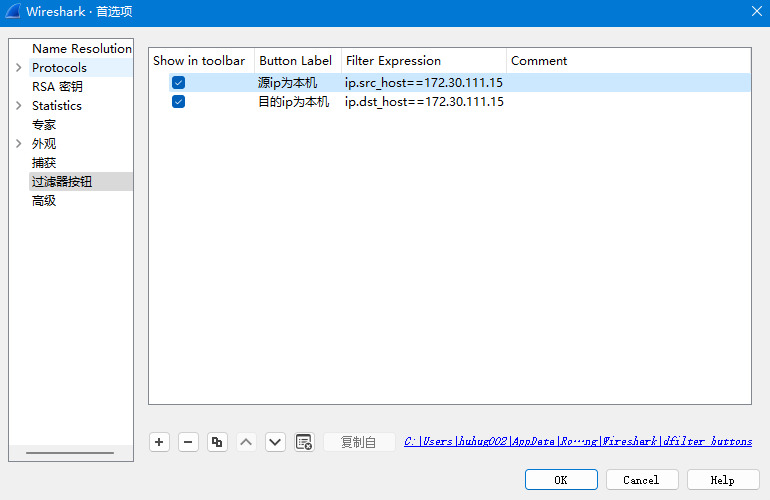 Wireshark · 首选项
Name Resolution
Protocols
RSA 密钥
Statistics
专家
外观
捕获
过滤器按钮
高级
Show in toolbar Button Label Filter Expression Comment
源ip为本机 ip.src_host==172.30.111.15
目的ip为本机 ip.dst_host==172.30.111.15
复制自 C:\Users\huhug002\AppData\Ro…ng\Wireshark\dfilter_buttons
OK Cancel Help